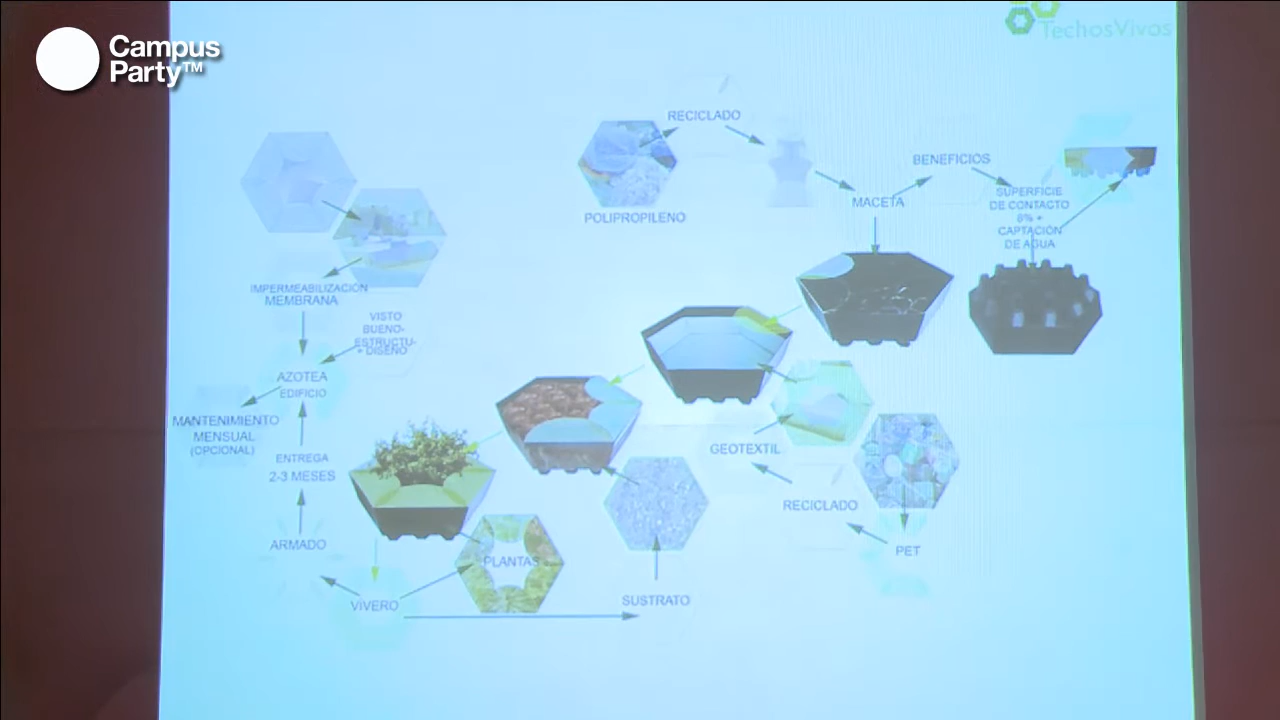 Campus
Party™
TechosVivos
RECICLADO
POLIPROPILENO
MACETA
BENEFICIOS
SUPERFICIE
DE CONTACTO
6% +
CAPTACIÓN
DE AGUA
IMPERMEABILIZACIÓN
MEMBRANA
VISTO
BUENO-
ESTRUCTU-
+ DISEÑO
AZOTEA
EDIFICIO
MANTENIMIENTO
MENSUAL
(OPCIONAL)
ENTREGA
2-3 MESES
ARMADO
VIVERO
PLANTAS
SUSTRATO
GEOTEXTIL
RECICLADO
PET